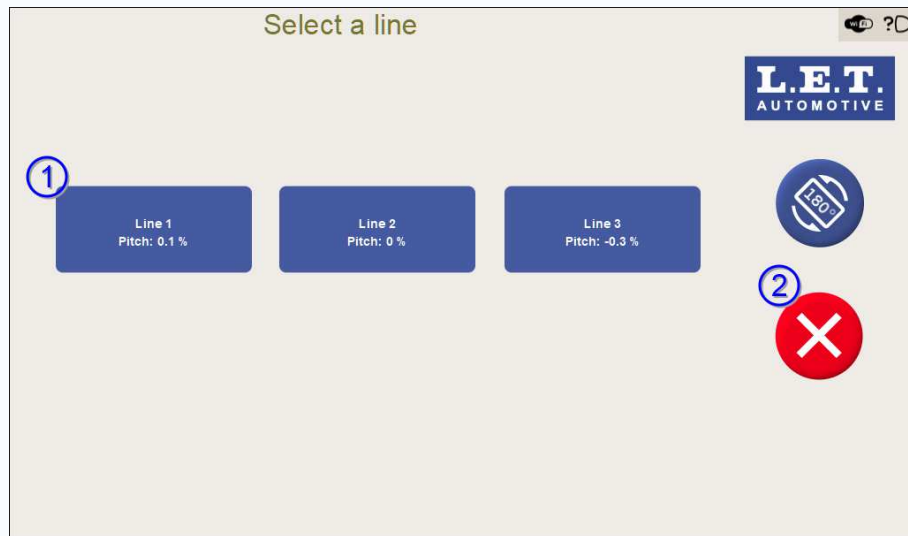 Select a line
WiFi ?
L.E.T.
AUTOMOTIVE
1
Line 1
Pitch: 0.1 %
Line 2
Pitch: 0 %
Line 3
Pitch: -0.3 %
180°
2